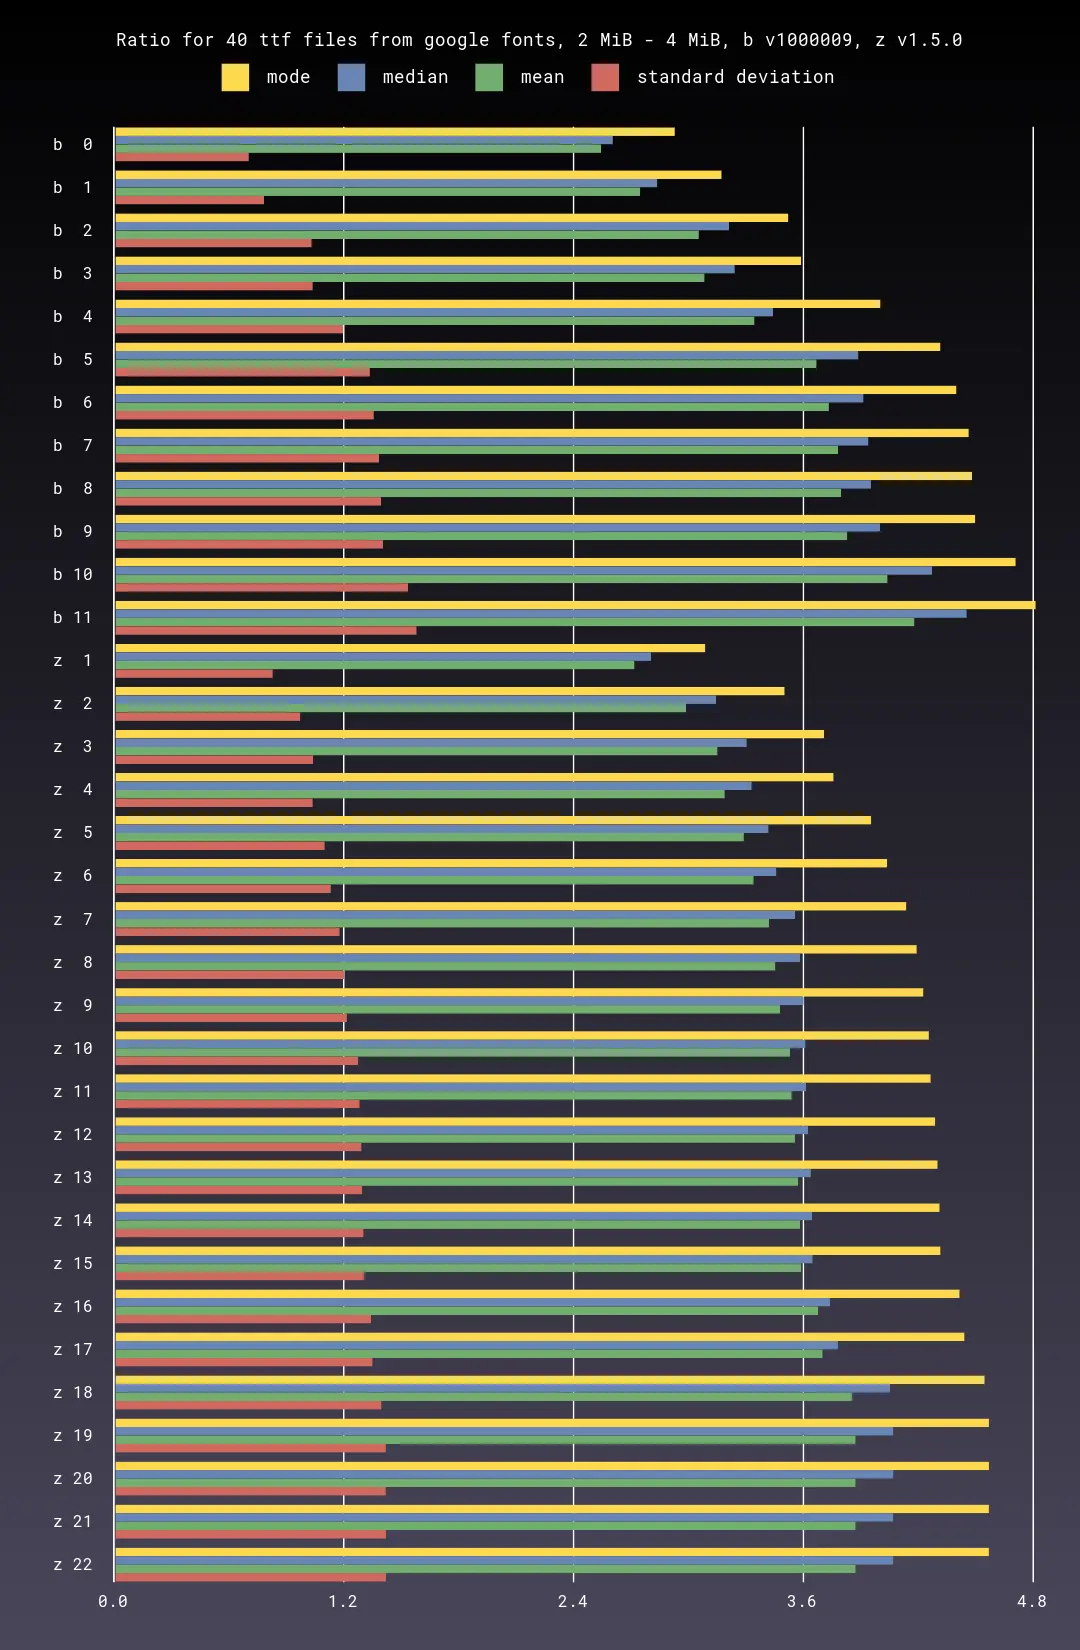 Ratio for 40 ttf files from google fonts, 2 MiB - 4 MiB, b v1000009, z v1.5.0
mode median mean standard deviation
b 0
b 1
b 2
b 3
b 4
b 5
b 6
b 7
b 8
b 9
b 10
b 11
z 1
z 2
z 3
z 4
z 5
z 6
z 7
z 8
z 9
z 10
z 11
z 12
z 13
z 14
z 15
z 16
z 17
z 18
z 19
z 20
z 21
z 22
0.0 1.2 2.4 3.6 4.8